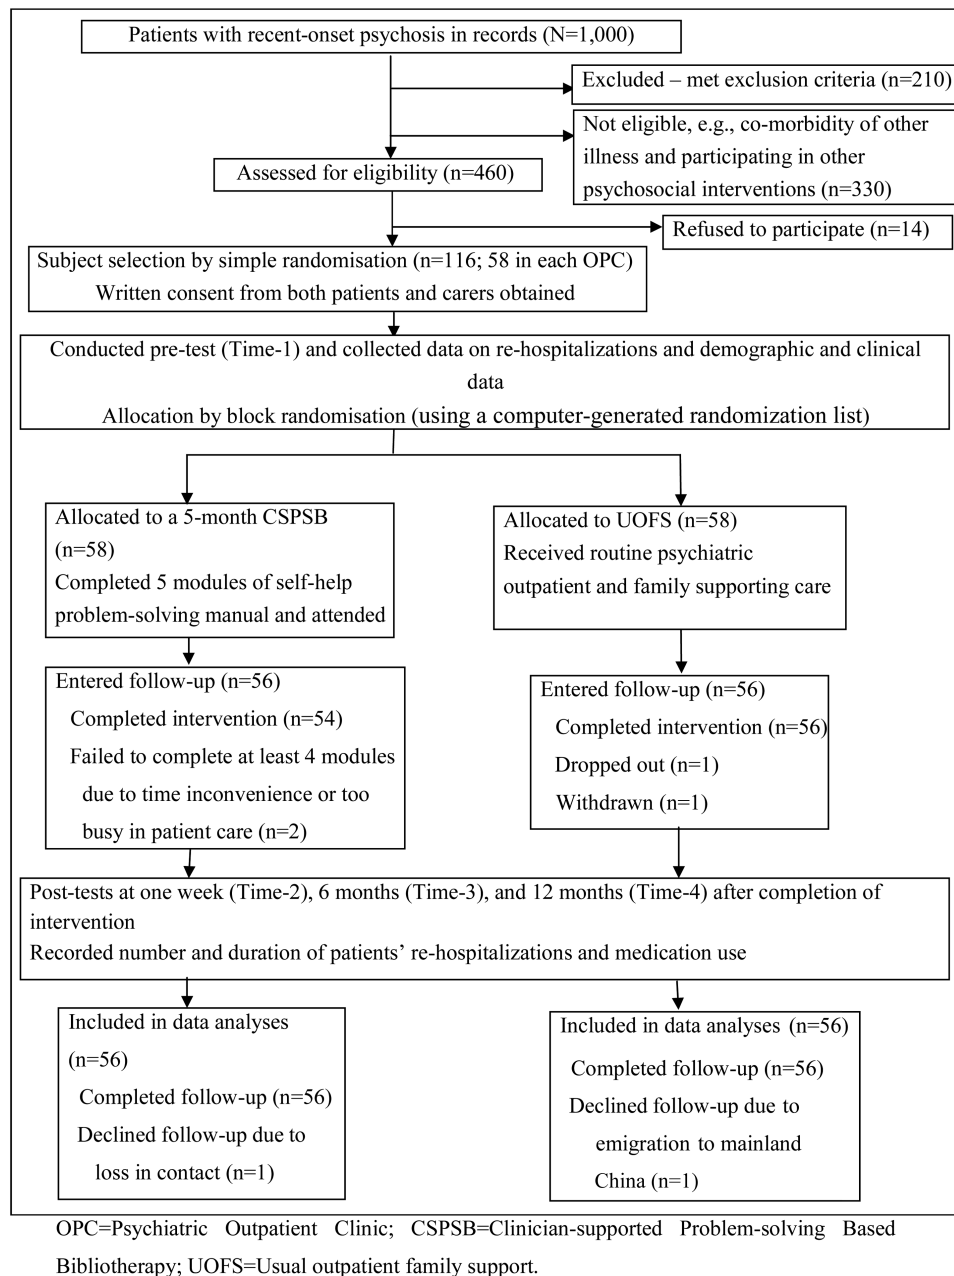 Patients with recent-onset psychosis in records (N=1,000)
Excluded – met exclusion criteria (n=210)
Not eligible, e.g., co-morbidity of other
illness and participating in other
psychosocial interventions (n=330)
Assessed for eligibility (n=460)
Refused to participate (n=14)
Subject selection by simple randomisation (n=116; 58 in each OPC)
Written consent from both patients and carers obtained
Conducted pre-test (Time-1) and collected data on re-hospitalizations and demographic and clinical
data
Allocation by block randomisation (using a computer-generated randomization list)
Allocated to a 5-month CSPSB
(n=58)
Completed 5 modules of self-help
problem-solving manual and attended
Allocated to UOFS (n=58)
Received routine psychiatric
outpatient and family supporting care
Entered follow-up (n=56)
Completed intervention (n=54)
Failed to complete at least 4 modules
due to time inconvenience or too
busy in patient care (n=2)
Entered follow-up (n=56)
Completed intervention (n=56)
Dropped out (n=1)
Withdrawn (n=1)
Post-tests at one week (Time-2), 6 months (Time-3), and 12 months (Time-4) after completion of
intervention
Recorded number and duration of patients' re-hospitalizations and medication use
Included in data analyses
(n=56)
Completed follow-up (n=56)
Declined follow-up due to
loss in contact (n=1)
Included in data analyses (n=56)
Completed follow-up (n=56)
Declined follow-up due to
emigration to mainland
China (n=1)
OPC=Psychiatric Outpatient Clinic; CSPSB=Clinician-supported Problem-solving Based
Bibliotherapy; UOFS=Usual outpatient family support.